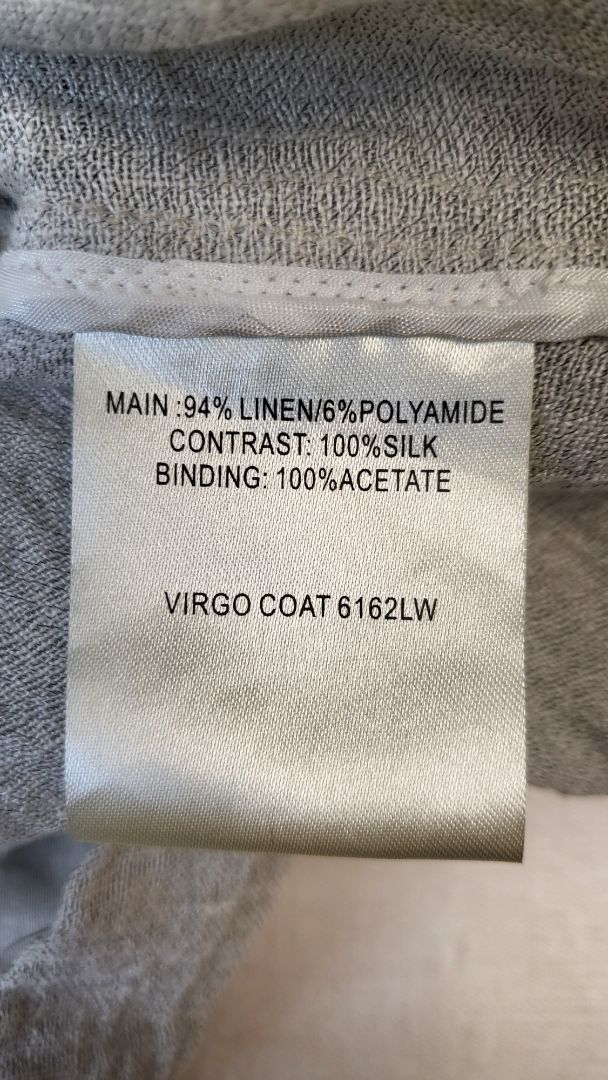 MAIN :94% LINEN/6%POLYAMIDE
CONTRAST: 100%SILK
BINDING: 100%ACETATE
VIRGO COAT 6162LW